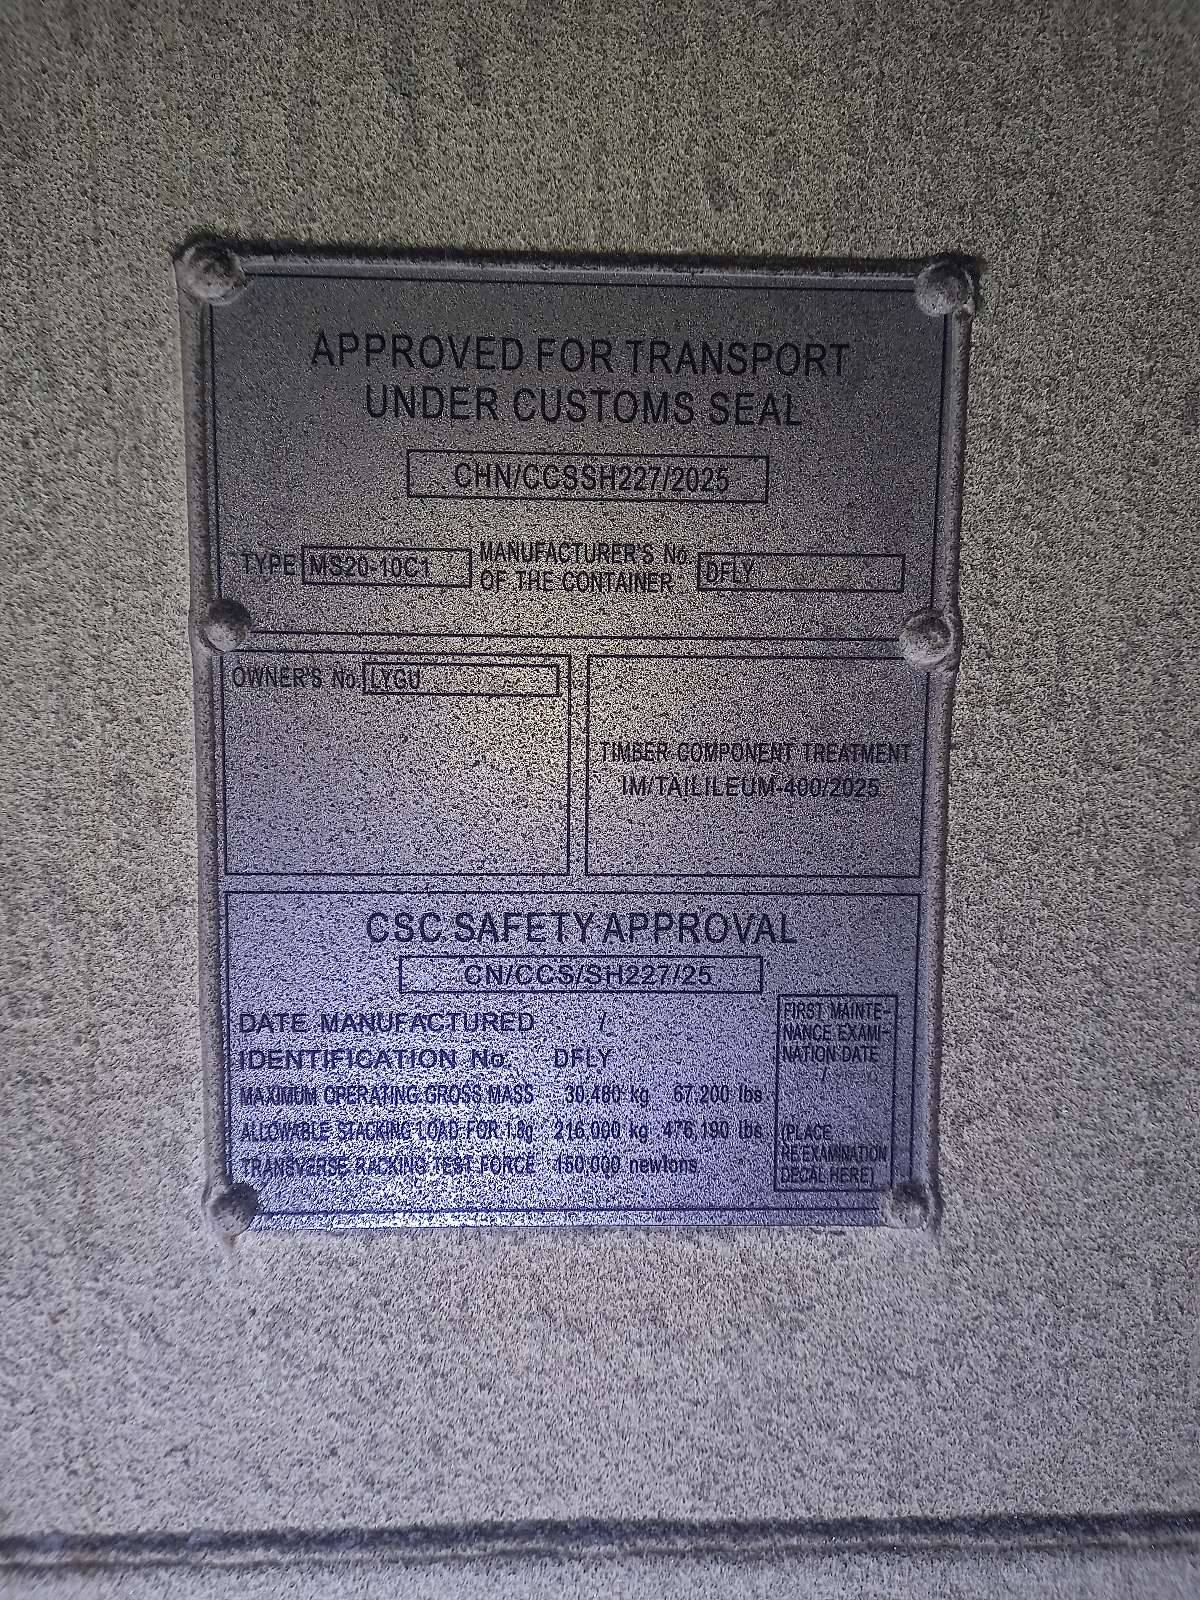 APPROVED FOR TRANSPORT
UNDER CUSTOMS SEAL
CHN/CCSSH227/2025
TYPE MS20-10C1 MANUFACTURER'S No. OF THE CONTAINER DFLY
OWNER'S No. LYGU
TIMBER COMPONENT TREATMENT
IM/TAILILEUM-400/2025
CSC SAFETY APPROVAL
CN/CCS/SH227/25
DATE MANUFACTURED /
IDENTIFICATION No. DFLY
MAXIMUM OPERATING GROSS MASS 30,480 kg 67,200 lbs
ALLOWABLE STACKING LOAD FOR 1.8g 216,000 kg 476,190 lbs
TRANSVERSE RACKING TEST FORCE 150,000 newtons
FIRST MAINTE-
NANCE EXAMI-
NATION DATE
/
(PLACE
REEXAMINATION
DECAL HERE)